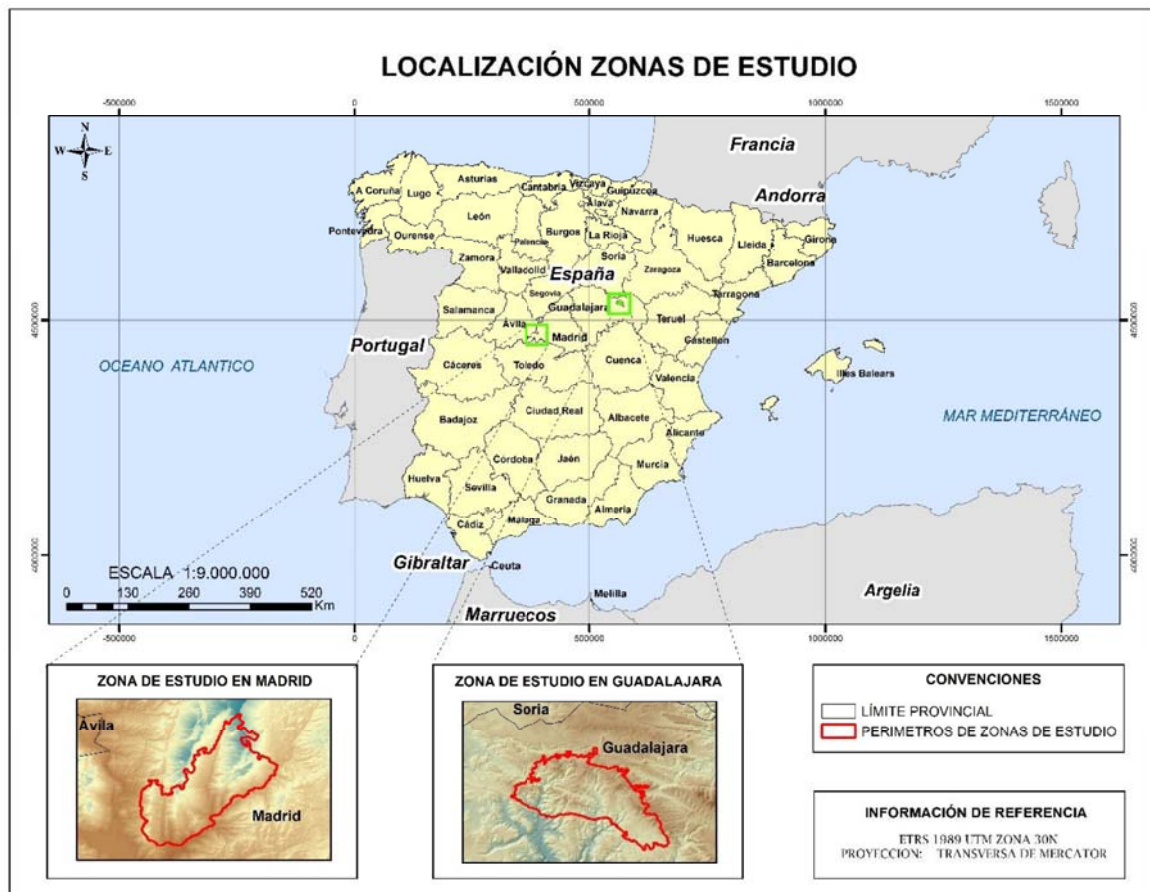 LOCALIZACIÓN ZONAS DE ESTUDIO
-500000 0 500000 1000000 1500000
N
W E
S
Francia
Andorra
A Coruña
Lugo
Asturias
Cantabria
Vizcaya
Guipúzcoa
Álava
Navarra
León
Pontevedra
Ourense
Palencia
Burgos
La Rioja
Huesca
Lleida
Girona
Barcelona
Zamora
Valladolid
Soria
Zaragoza
España
Segovia
Tarragona
Salamanca
Guadalajara
Teruel
4500000
4500000
Ávila
Madrid
Castellón
Portugal
OCEANO ATLANTICO
Cáceres
Toledo
Cuenca
Valencia
Illes Balears
Badajoz
Ciudad Real
Albacete
MAR MEDITERRÁNEO
Alicante
Córdoba
Jaén
Murcia
Huelva
Sevilla
Granada
Almería
Cádiz
Málaga
Gibraltar
Ceuta
4000000
4000000
ESCALA 1:9.000.000
0 130 260 390 520
Km
Melilla
Argelia
Marruecos
-500000 0 500000 1000000 1500000
ZONA DE ESTUDIO EN MADRID
Ávila
Madrid
ZONA DE ESTUDIO EN GUADALAJARA
Soria
Guadalajara
CONVENCIONES
LÍMITE PROVINCIAL
PERIMETROS DE ZONAS DE ESTUDIO
INFORMACIÓN DE REFERENCIA
ETRS 1989 UTM ZONA 30N
PROYECCION: TRANSVERSA DE MERCATOR